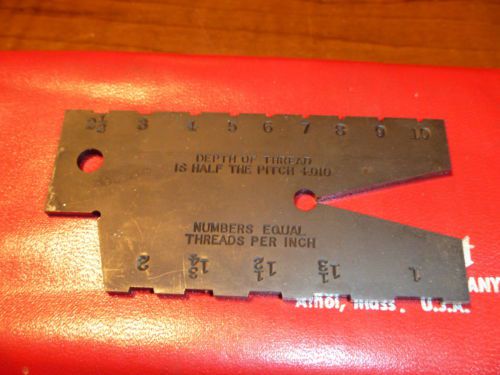 2½ 3 4 5 6 7 8 9 10
DEPTH OF THREAD
IS HALF THE PITCH +.010
NUMBERS EQUAL
THREADS PER INCH
2 1¾ 1½ 1⅓ 1
t
ANY
Athol, Mass. U.S.A.